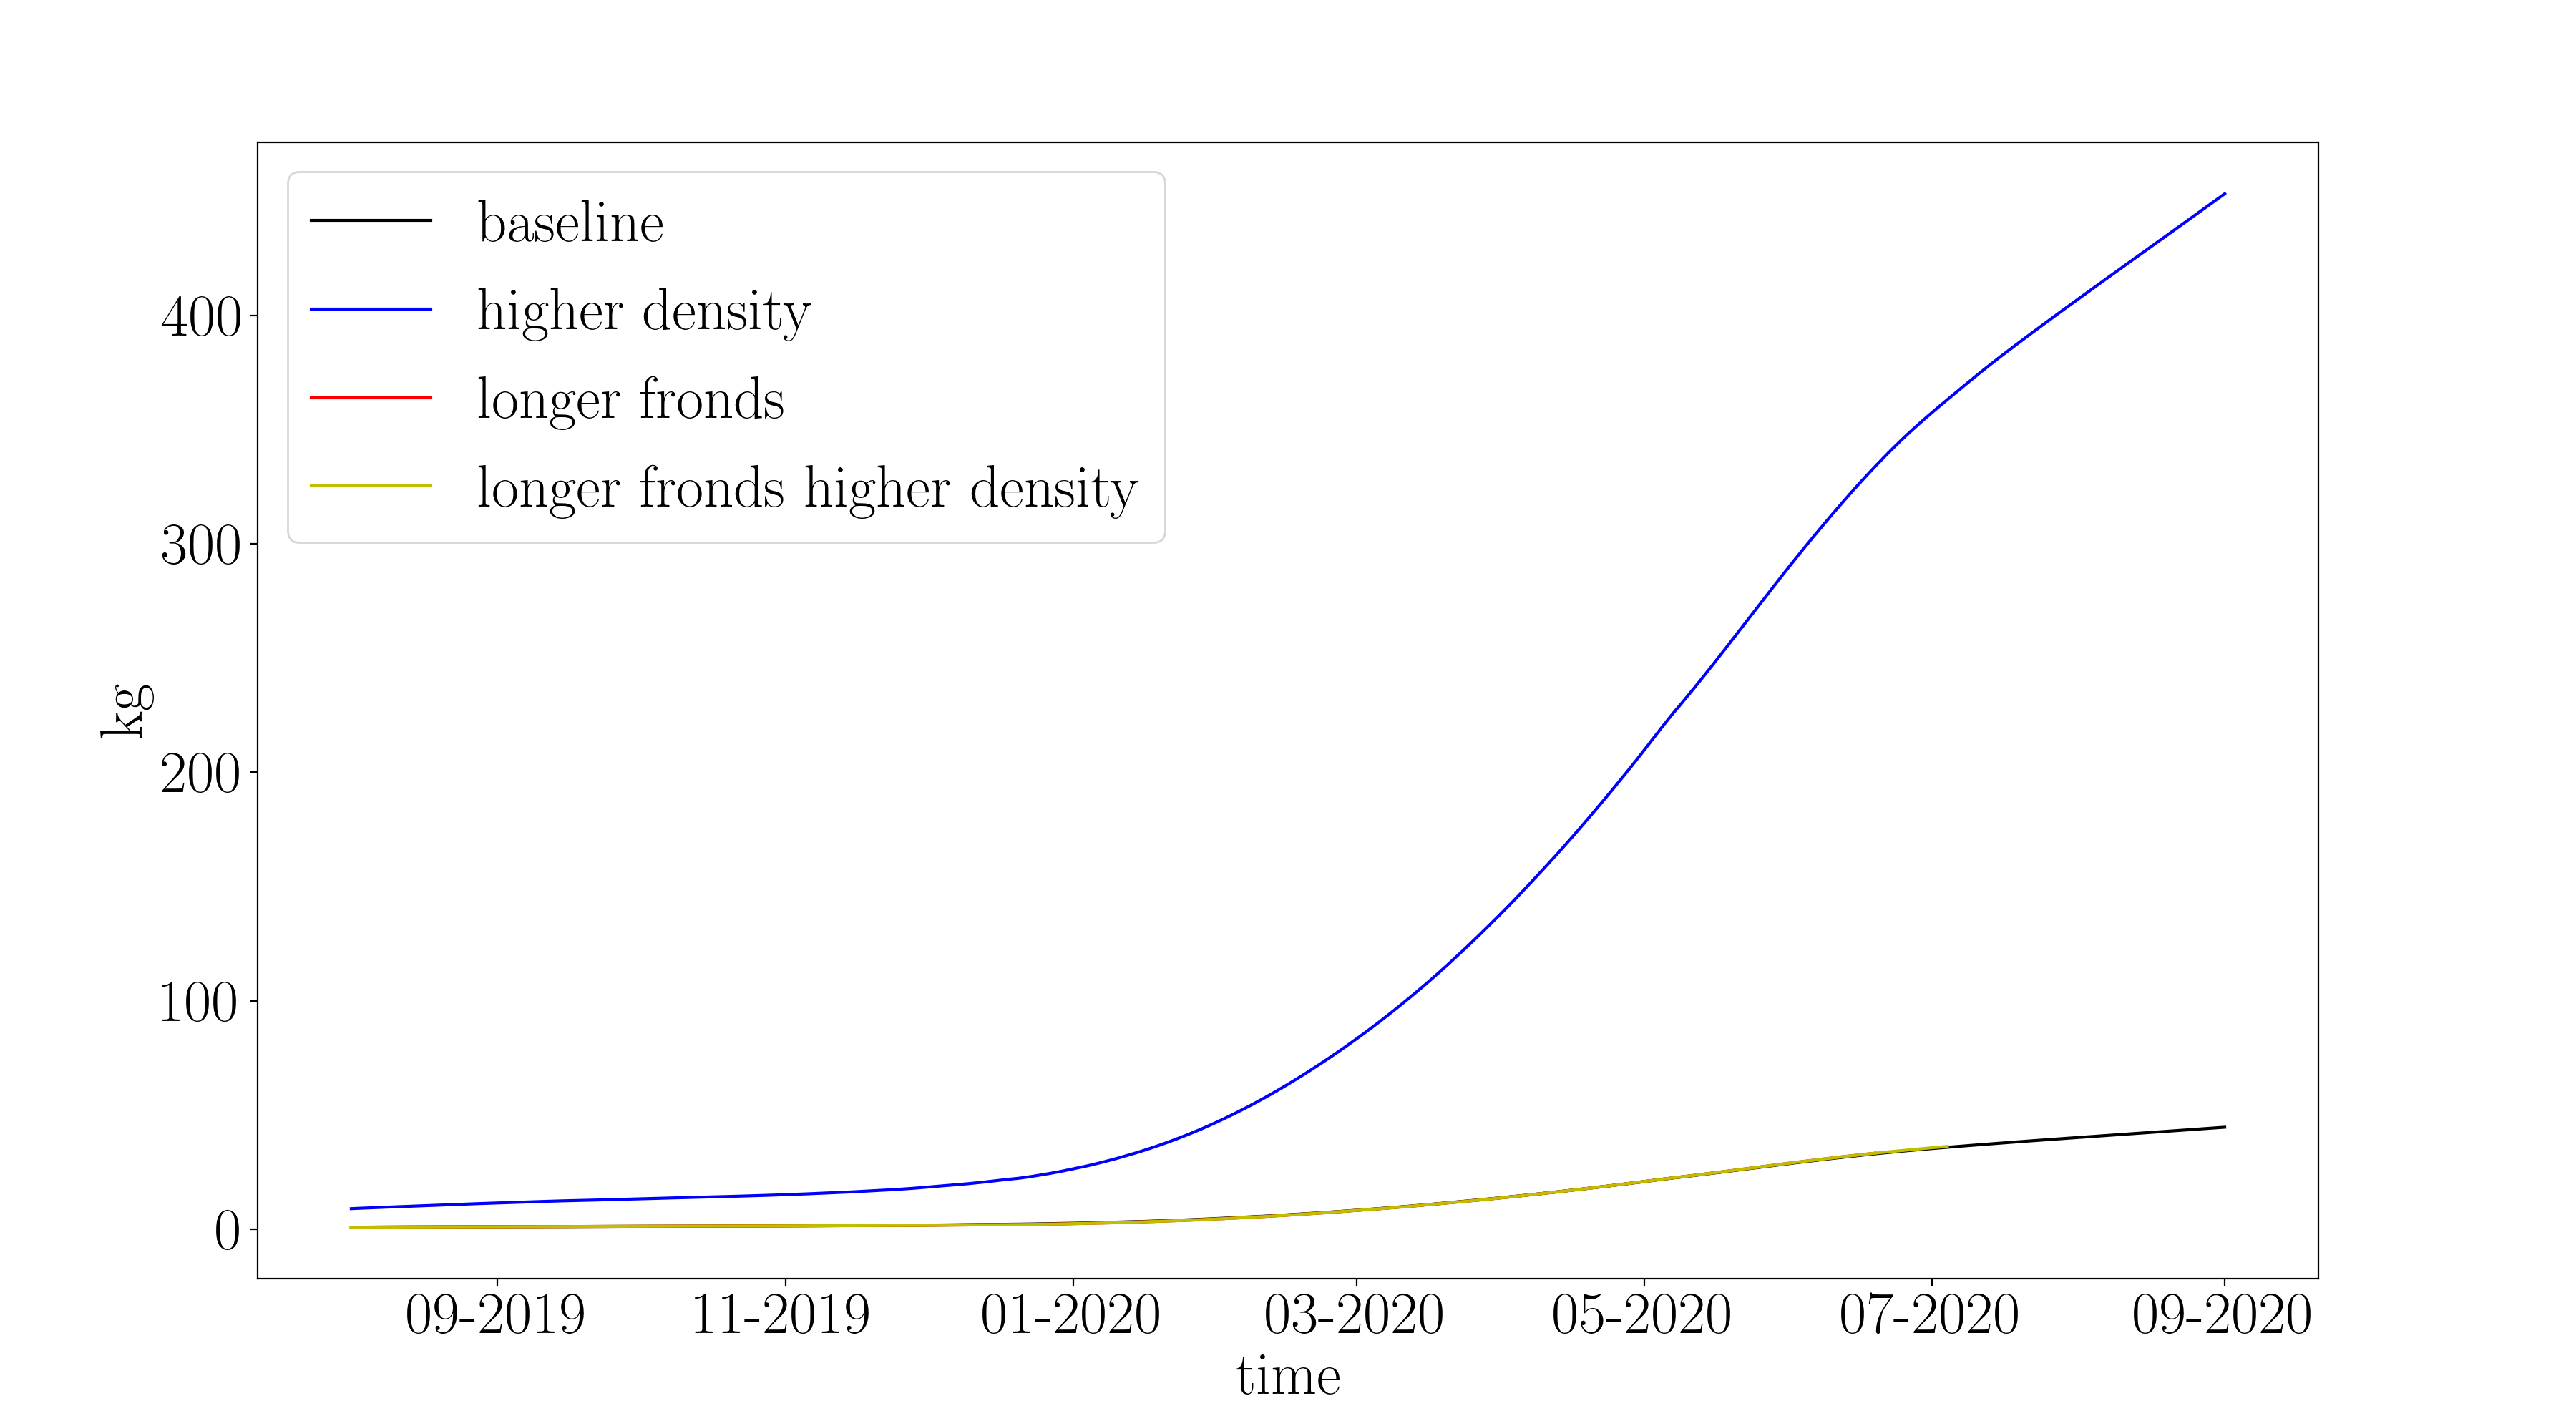 baseline
higher density
longer fronds
longer fronds higher density
400
300
200
100
0
kg
09-2019 11-2019 01-2020 03-2020 05-2020 07-2020 09-2020
time